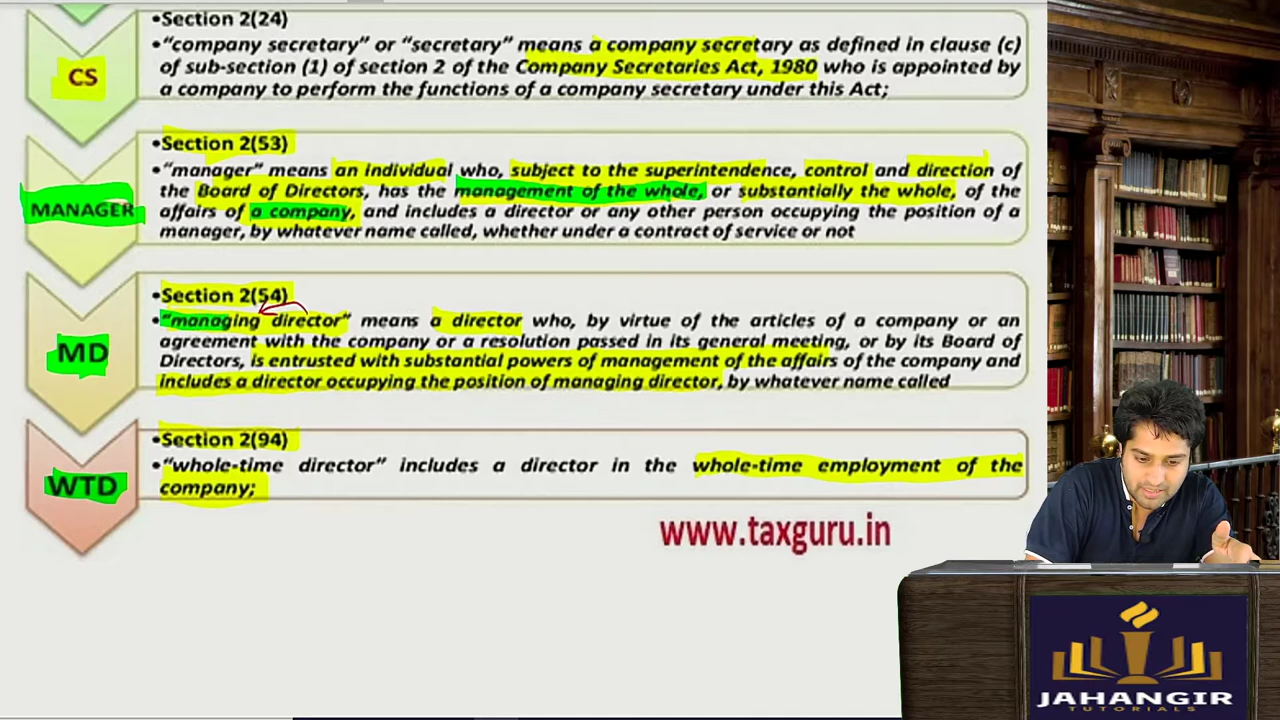 •Section 2(24)
•“company secretary” or “secretary” means a company secretary as defined in clause (c)
of sub-section (1) of section 2 of the Company Secretaries Act, 1980 who is appointed by
a company to perform the functions of a company secretary under this Act;
CS
•Section 2(53)
•“manager” means an individual who, subject to the superintendence, control and direction of
the Board of Directors, has the management of the whole, or substantially the whole, of the
affairs of a company, and includes a director or any other person occupying the position of a
manager, by whatever name called, whether under a contract of service or not
MANAGER
•Section 2(54)
•“managing director” means a director who, by virtue of the articles of a company or an
agreement with the company or a resolution passed in its general meeting, or by its Board of
Directors, is entrusted with substantial powers of management of the affairs of the company and
includes a director occupying the position of managing director, by whatever name called
MD
•Section 2(94)
•“whole-time director” includes a director in the whole-time employment of the
company;
WTD
www.taxguru.in
JAHANGIR
TUTORIALS